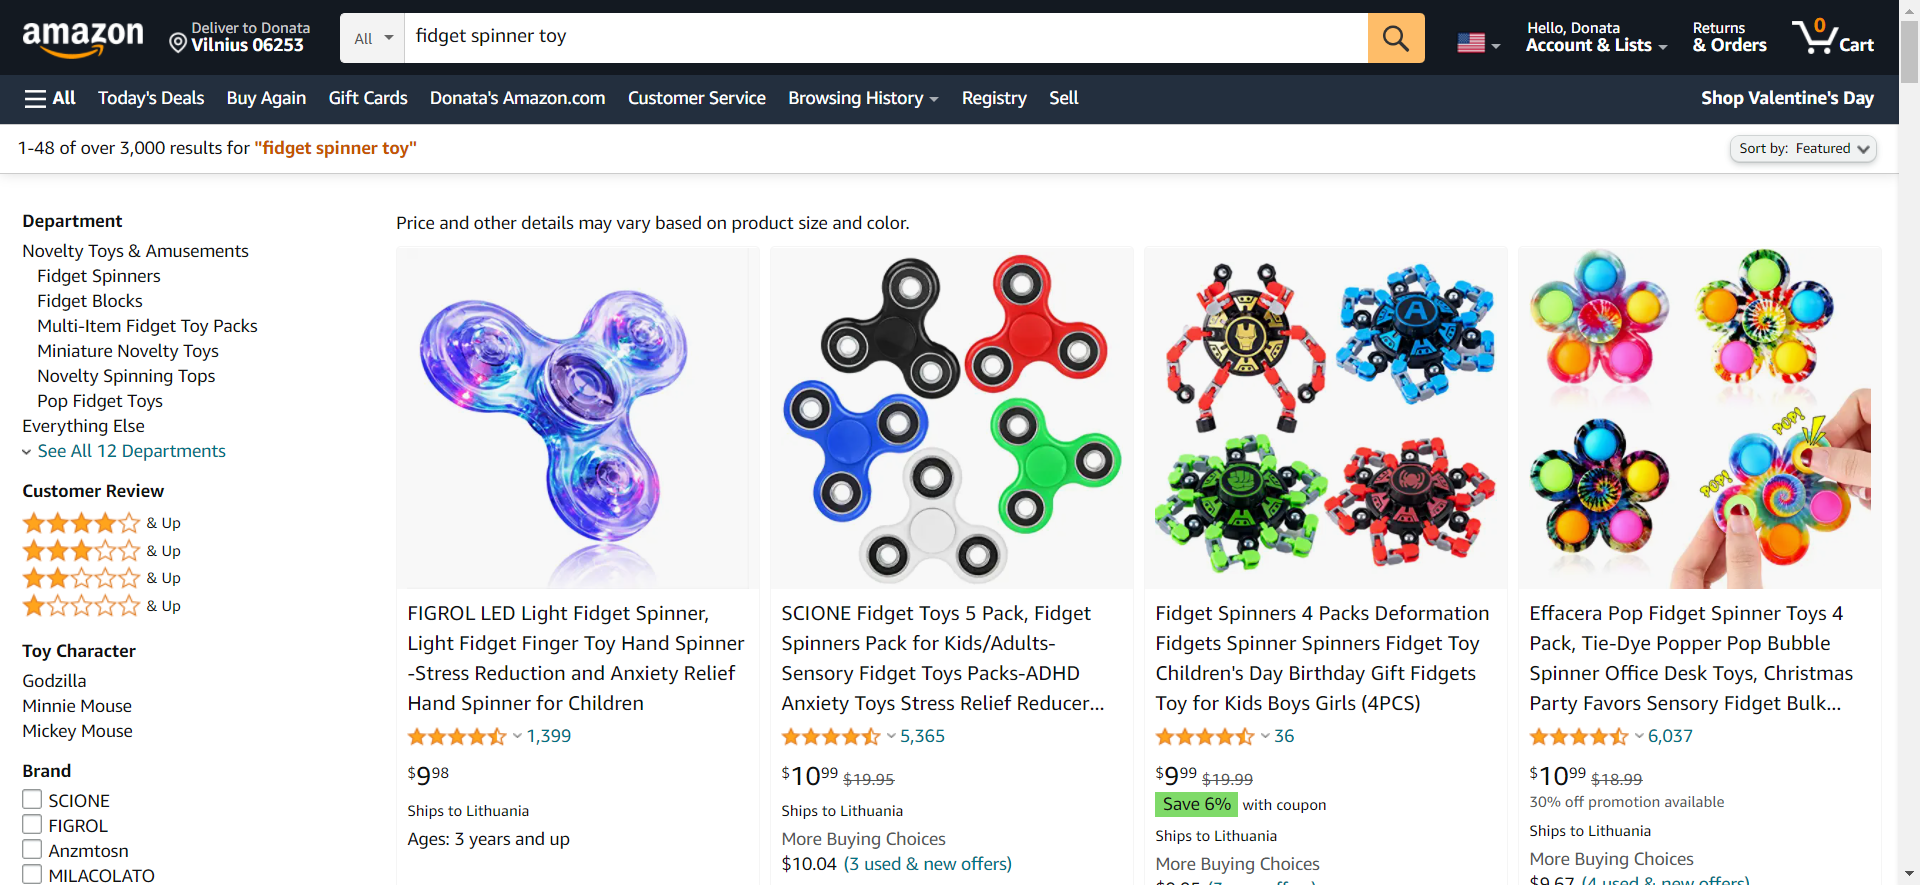 amazon
Deliver to Donata
Vilnius 06253
All
fidget spinner toy
Hello, Donata
Account & Lists
Returns
& Orders
0
Cart
All
Today's Deals
Buy Again
Gift Cards
Donata's Amazon.com
Customer Service
Browsing History
Registry
Sell
Shop Valentine's Day
1-48 of over 3,000 results for "fidget spinner toy"
Sort by: Featured
Department
Novelty Toys & Amusements
Fidget Spinners
Fidget Blocks
Multi-Item Fidget Toy Packs
Miniature Novelty Toys
Novelty Spinning Tops
Pop Fidget Toys
Everything Else
See All 12 Departments
Customer Review
& Up
& Up
& Up
& Up
Toy Character
Godzilla
Minnie Mouse
Mickey Mouse
Brand
SCIONE
FIGROL
Anzmtosn
MILACOLATO
Price and other details may vary based on product size and color.
FIGROL LED Light Fidget Spinner,
Light Fidget Finger Toy Hand Spinner
-Stress Reduction and Anxiety Relief
Hand Spinner for Children
1,399
$9.98
Ships to Lithuania
Ages: 3 years and up
SCIONE Fidget Toys 5 Pack, Fidget
Spinners Pack for Kids/Adults-
Sensory Fidget Toys Packs-ADHD
Anxiety Toys Stress Relief Reducer...
5,365
$10.99 $19.95
Ships to Lithuania
More Buying Choices
$10.04 (3 used & new offers)
A
Fidget Spinners 4 Packs Deformation
Fidgets Spinner Spinners Fidget Toy
Children's Day Birthday Gift Fidgets
Toy for Kids Boys Girls (4PCS)
36
$9.99 $19.99
Save 6% with coupon
Ships to Lithuania
More Buying Choices
POP!
POP!
Effacera Pop Fidget Spinner Toys 4
Pack, Tie-Dye Popper Pop Bubble
Spinner Office Desk Toys, Christmas
Party Favors Sensory Fidget Bulk...
6,037
$10.99 $18.99
30% off promotion available
Ships to Lithuania
More Buying Choices
$9.67 (4 used & new offers)